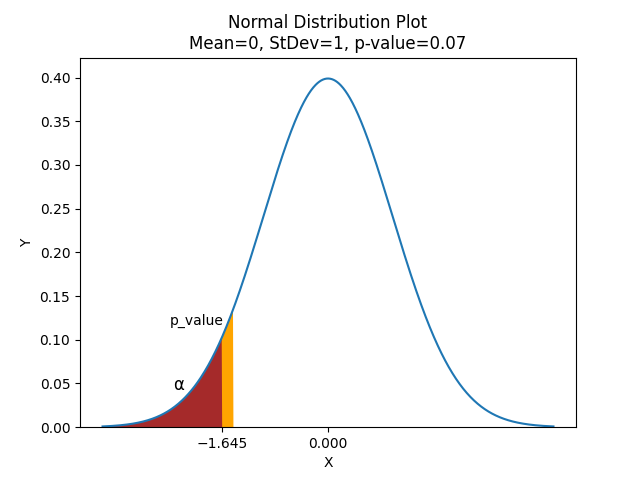 Normal Distribution Plot
Mean=0, StDev=1, p-value=0.07
0.40
0.35
0.30
0.25
0.20
0.15
0.10
0.05
0.00
Y
p_value
α
−1.645
0.000
X